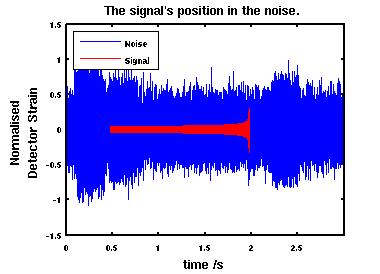 The signal's position in the noise.
Normalised
Detector Strain
1.5
1
0.5
0
-0.5
-1
-1.5
Noise
Signal
0
0.5
1
1.5
2
2.5
time /s